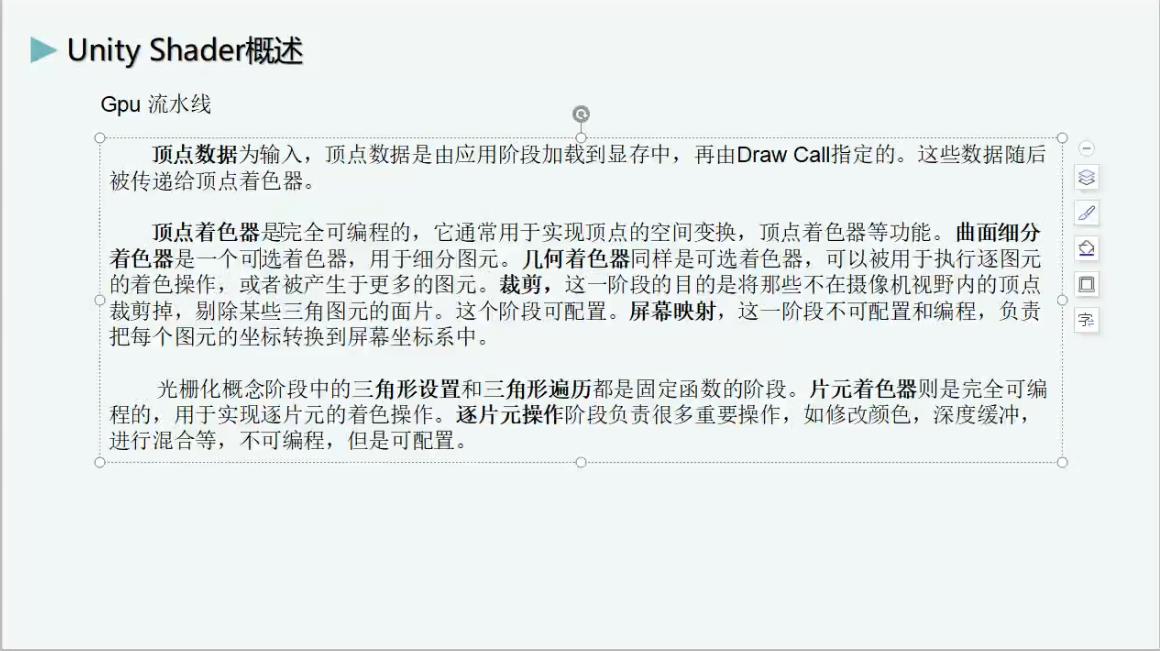 Unity Shader概述
Gpu 流水线
顶点数据为输入，顶点数据是由应用阶段加载到显存中，再由Draw Call指定的。这些数据随后
被传递给顶点着色器。
顶点着色器是完全可编程的，它通常用于实现顶点的空间变换，顶点着色器等功能。曲面细分
着色器是一个可选着色器，用于细分图元。几何着色器同样是可选着色器，可以被用于执行逐图元
的着色操作，或者被产生于更多的图元。裁剪，这一阶段的目的是将那些不在摄像机视野内的顶点
裁剪掉，剔除某些三角图元的面片。这个阶段可配置。屏幕映射，这一阶段不可配置和编程，负责
把每个图元的坐标转换到屏幕坐标系中。
光栅化概念阶段中的三角形设置和三角形遍历都是固定函数的阶段。片元着色器则是完全可编
程的，用于实现逐片元的着色操作。逐片元操作阶段负责很多重要操作，如修改颜色，深度缓冲，
进行混合等，不可编程，但是可配置。
字